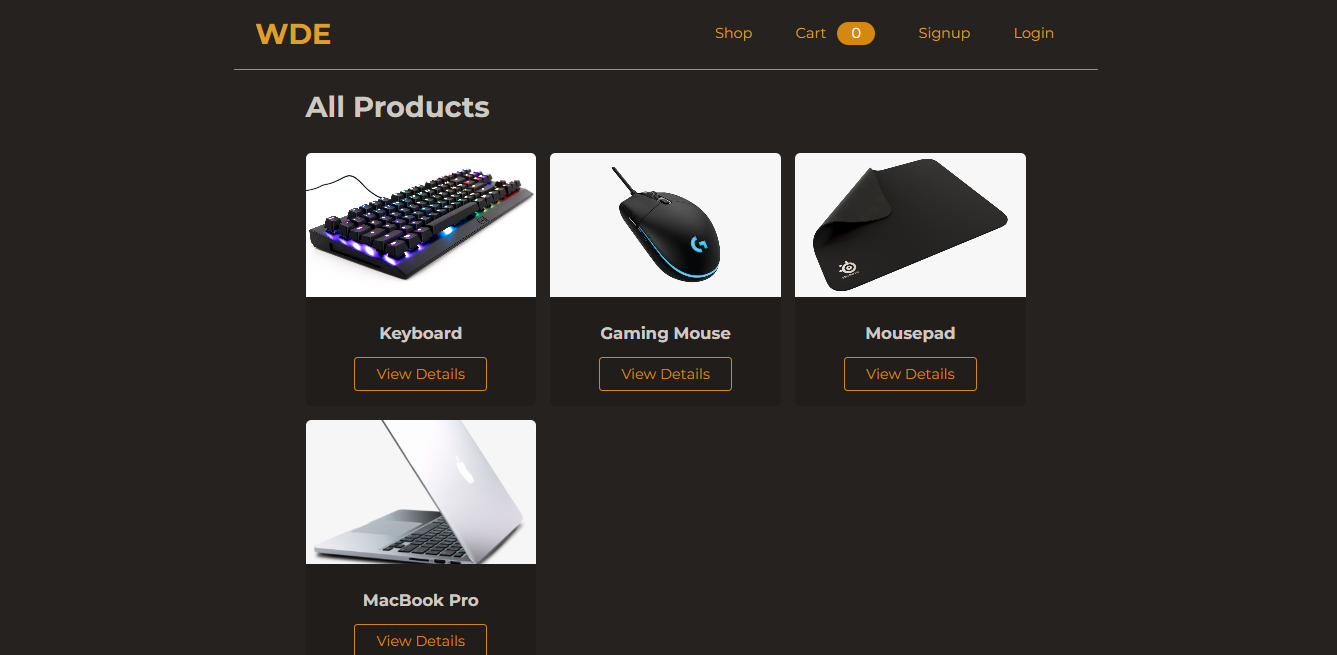 WDE
Shop Cart 0 Signup Login
All Products
Keyboard Gaming Mouse Mousepad
View Details View Details View Details
MacBook Pro
View Details